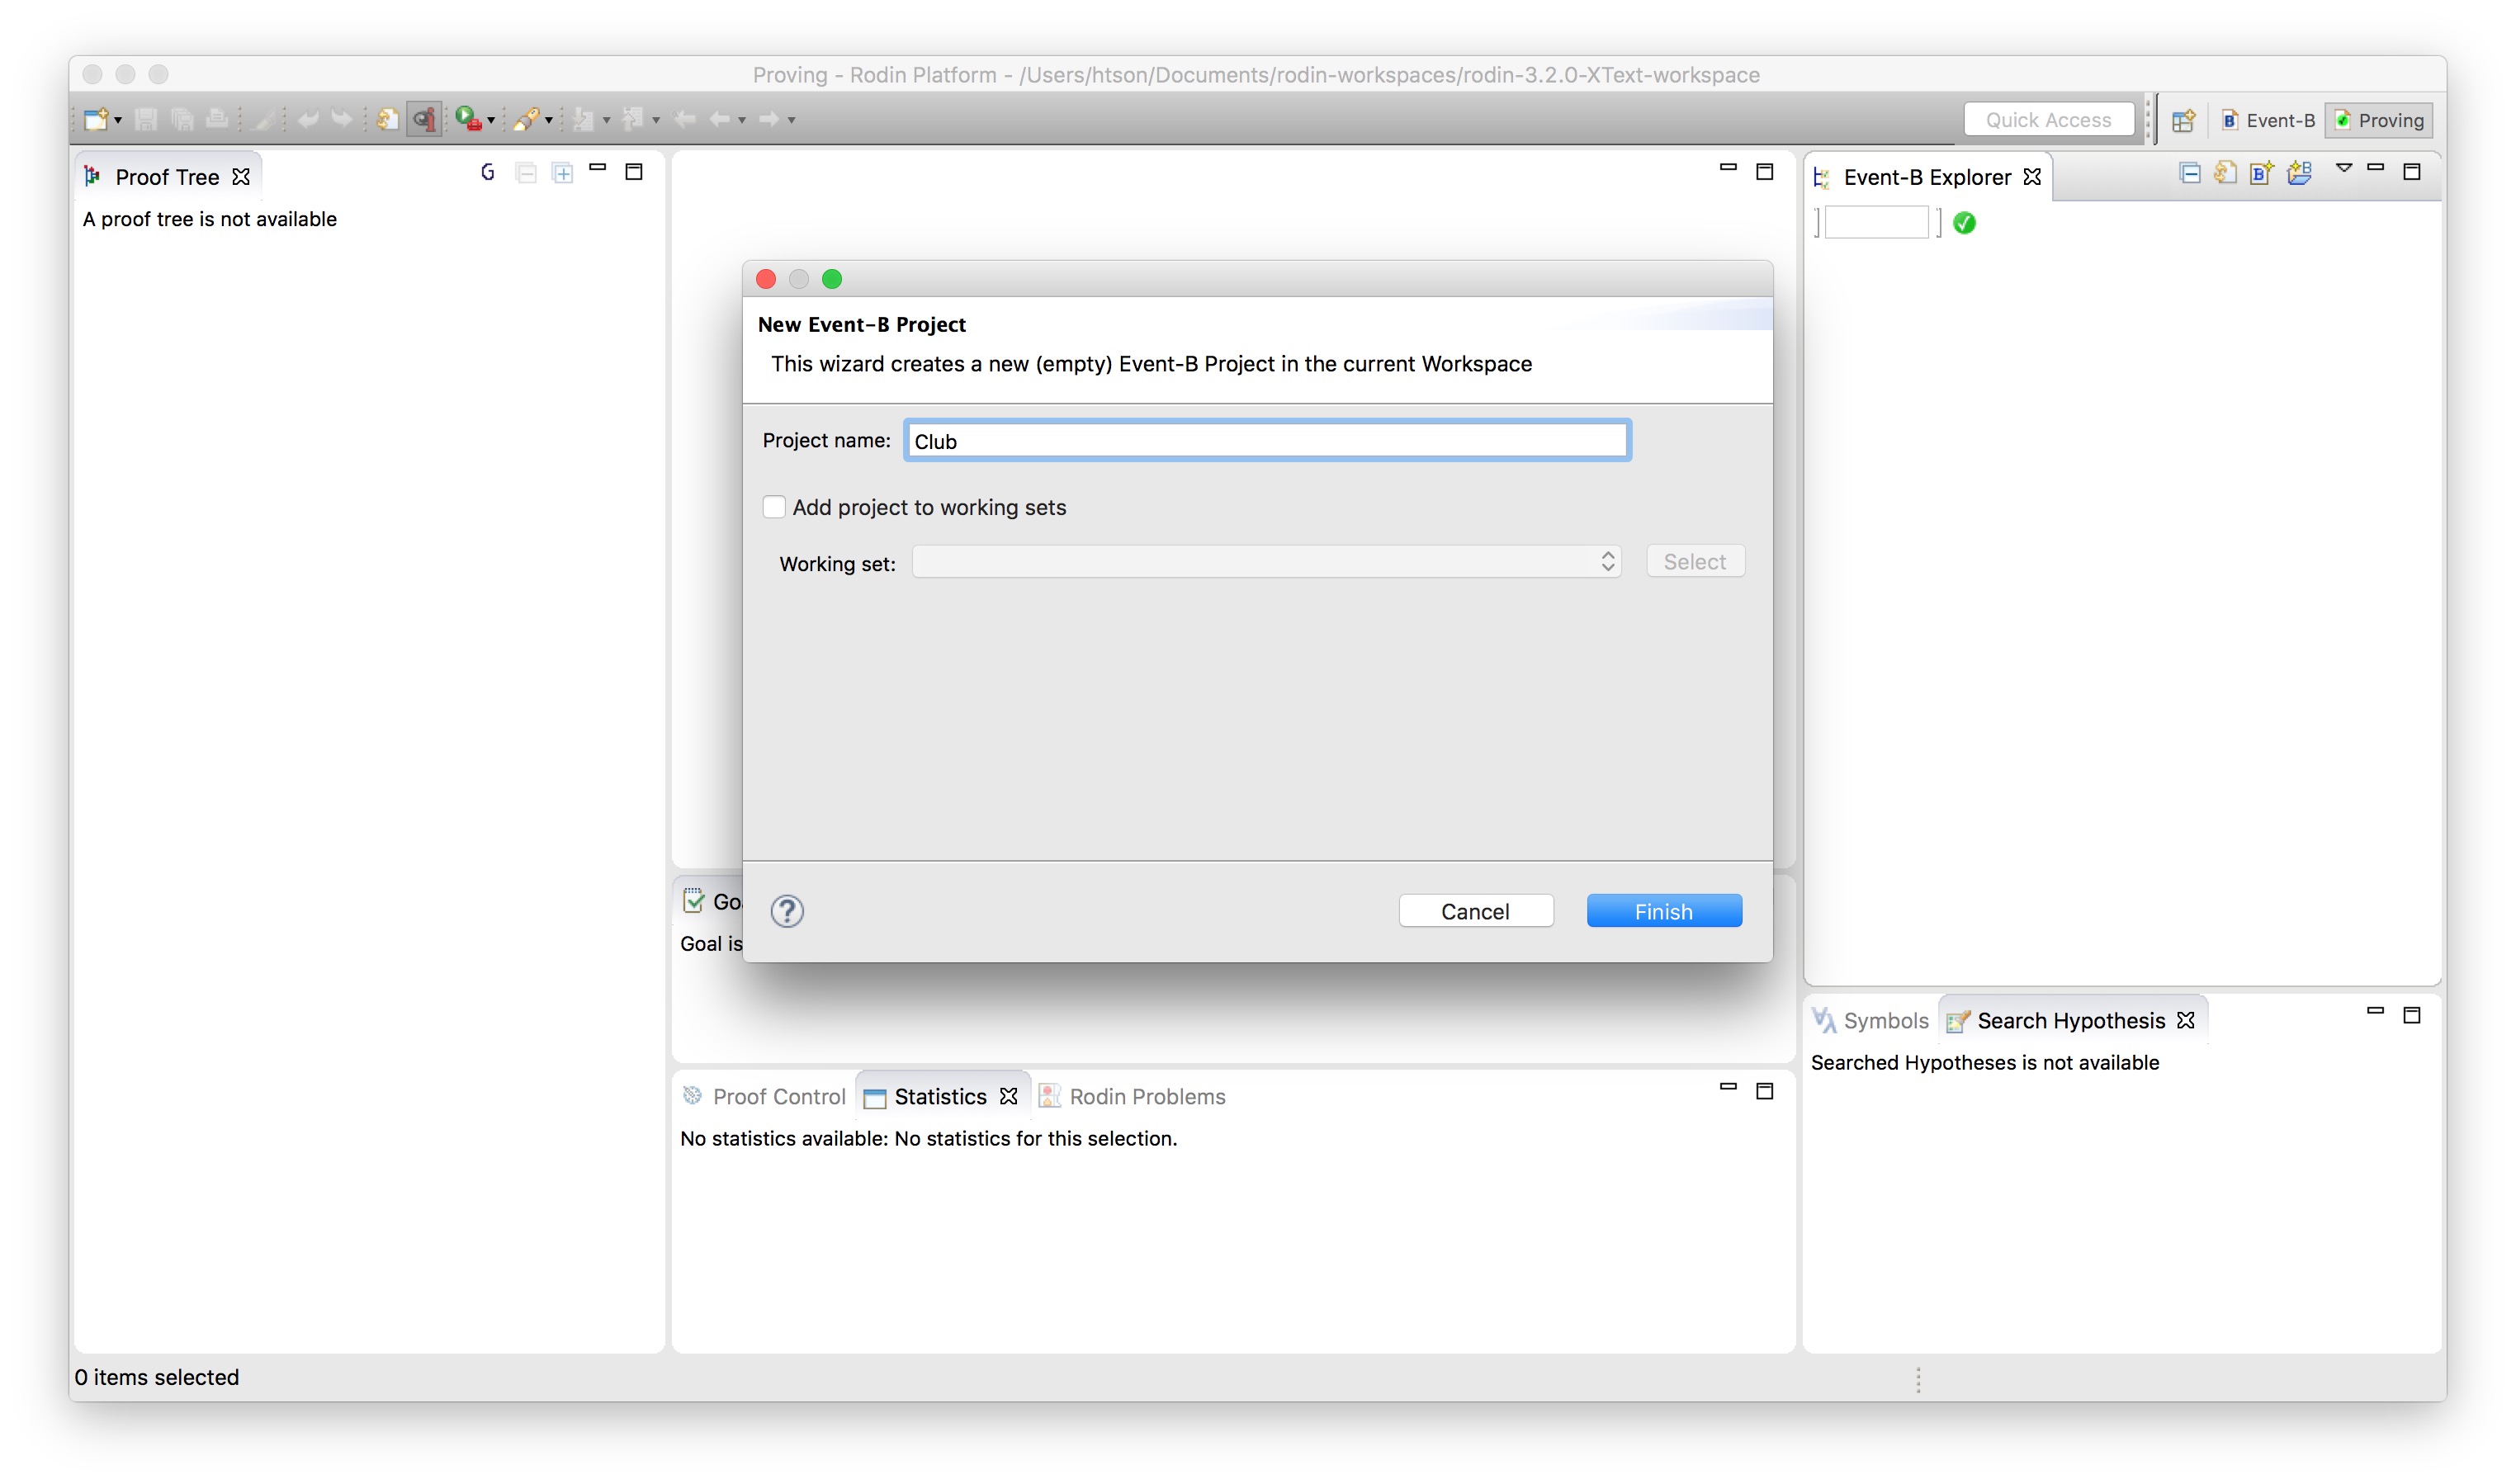 Proving - Rodin Platform - /Users/htson/Documents/rodin-workspaces/rodin-3.2.0-XText-workspace
Quick Access
Event-B
Proving
Proof Tree
A proof tree is not available
Event-B Explorer
New Event-B Project
This wizard creates a new (empty) Event-B Project in the current Workspace
Project name: Club
Add project to working sets
Working set:
Select
Cancel
Finish
Goal is
Symbols
Search Hypothesis
Searched Hypotheses is not available
Proof Control
Statistics
Rodin Problems
No statistics available: No statistics for this selection.
0 items selected